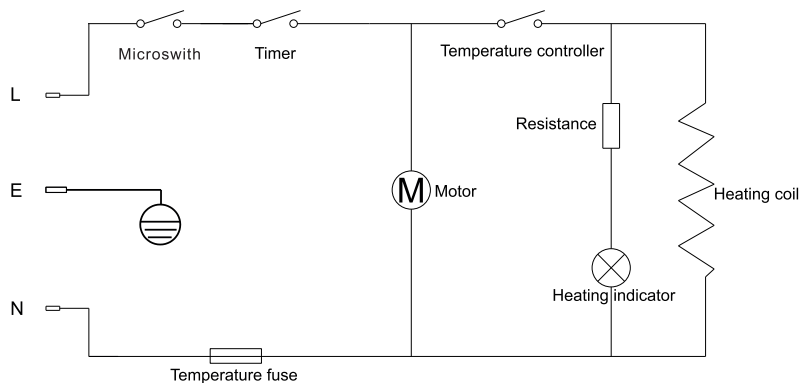 Microswith
Timer
Temperature controller
L
Resistance
E
M
Motor
Heating coil
N
Heating indicator
Temperature fuse